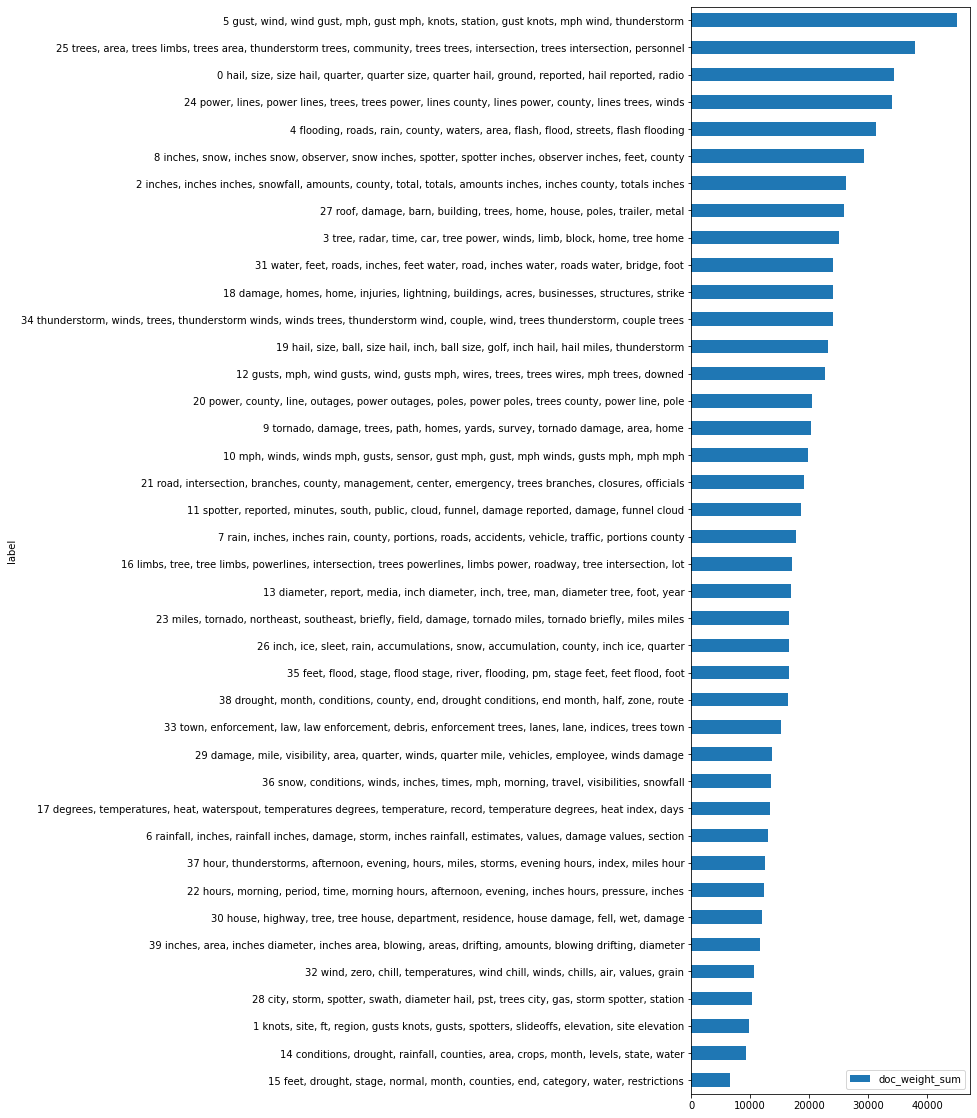 5 gust, wind, wind gust, mph, gust mph, knots, station, gust knots, mph wind, thunderstorm
25 trees, area, trees limbs, trees area, thunderstorm trees, community, trees trees, intersection, trees intersection, personnel
0 hail, size, size hail, quarter, quarter size, quarter hail, ground, reported, hail reported, radio
24 power, lines, power lines, trees, trees power, lines county, lines power, county, lines trees, winds
4 flooding, roads, rain, county, waters, area, flash, flood, streets, flash flooding
8 inches, snow, inches snow, observer, snow inches, spotter, spotter inches, observer inches, feet, county
2 inches, inches inches, snowfall, amounts, county, total, totals, amounts inches, inches county, totals inches
27 roof, damage, barn, building, trees, home, house, poles, trailer, metal
3 tree, radar, time, car, tree power, winds, limb, block, home, tree home
31 water, feet, roads, inches, feet water, road, inches water, roads water, bridge, foot
18 damage, homes, home, injuries, lightning, buildings, acres, businesses, structures, strike
34 thunderstorm, winds, trees, thunderstorm winds, winds trees, thunderstorm wind, couple, wind, trees thunderstorm, couple trees
19 hail, size, ball, size hail, inch, ball size, golf, inch hail, hail miles, thunderstorm
12 gusts, mph, wind gusts, wind, gusts mph, wires, trees, trees wires, mph trees, downed
20 power, county, line, outages, power outages, poles, power poles, trees county, power line, pole
9 tornado, damage, trees, path, homes, yards, survey, tornado damage, area, home
10 mph, winds, winds mph, gusts, sensor, gust mph, gust, mph winds, gusts mph, mph mph
21 road, intersection, branches, county, management, center, emergency, trees branches, closures, officials
11 spotter, reported, minutes, south, public, cloud, funnel, damage reported, damage, funnel cloud
7 rain, inches, inches rain, county, portions, roads, accidents, vehicle, traffic, portions county
16 limbs, tree, tree limbs, powerlines, intersection, trees powerlines, limbs power, roadway, tree intersection, lot
13 diameter, report, media, inch diameter, inch, tree, man, diameter tree, foot, year
23 miles, tornado, northeast, southeast, briefly, field, damage, tornado miles, tornado briefly, miles miles
26 inch, ice, sleet, rain, accumulations, snow, accumulation, county, inch ice, quarter
35 feet, flood, stage, flood stage, river, flooding, pm, stage feet, feet flood, foot
38 drought, month, conditions, county, end, drought conditions, end month, half, zone, route
33 town, enforcement, law, law enforcement, debris, enforcement trees, lanes, lane, indices, trees town
29 damage, mile, visibility, area, quarter, winds, quarter mile, vehicles, employee, winds damage
36 snow, conditions, winds, inches, times, mph, morning, travel, visibilities, snowfall
17 degrees, temperatures, heat, waterspout, temperatures degrees, temperature, record, temperature degrees, heat index, days
6 rainfall, inches, rainfall inches, damage, storm, inches rainfall, estimates, values, damage values, section
37 hour, thunderstorms, afternoon, evening, hours, miles, storms, evening hours, index, miles hour
22 hours, morning, period, time, morning hours, afternoon, evening, inches hours, pressure, inches
30 house, highway, tree, tree house, department, residence, house damage, fell, wet, damage
39 inches, area, inches diameter, inches area, blowing, areas, drifting, amounts, blowing drifting, diameter
32 wind, zero, chill, temperatures, wind chill, winds, chills, air, values, grain
28 city, storm, spotter, swath, diameter hail, pst, trees city, gas, storm spotter, station
1 knots, site, ft, region, gusts knots, gusts, spotters, slideoffs, elevation, site elevation
14 conditions, drought, rainfall, counties, area, crops, month, levels, state, water
15 feet, drought, stage, normal, month, counties, end, category, water, restrictions
label
doc_weight_sum
0 10000 20000 30000 40000